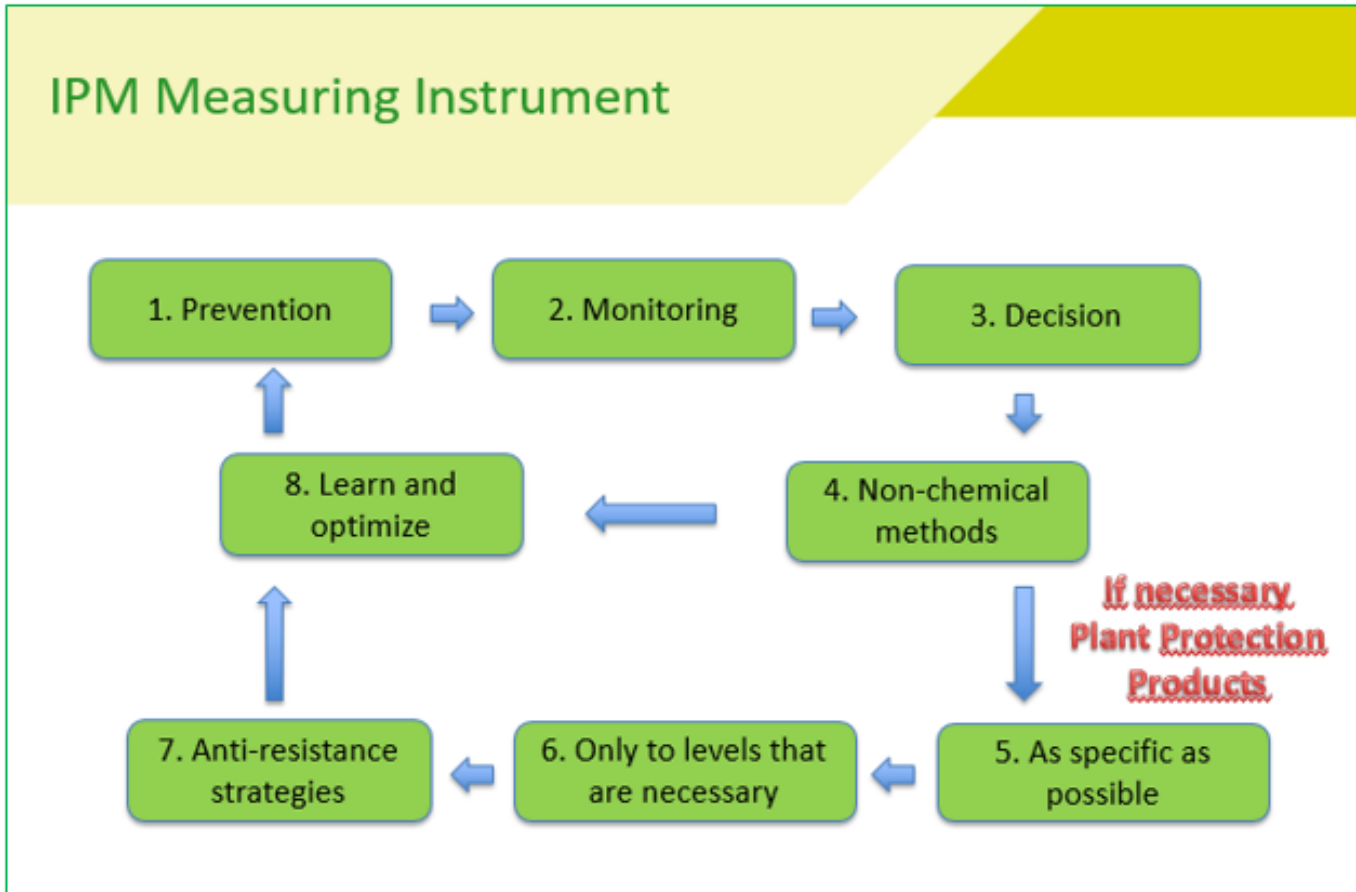 IPM Measuring Instrument
1. Prevention
2. Monitoring
3. Decision
8. Learn and
optimize
4. Non-chemical
methods
If necessary
Plant Protection
Products
7. Anti-resistance
strategies
6. Only to levels that
are necessary
5. As specific as
possible